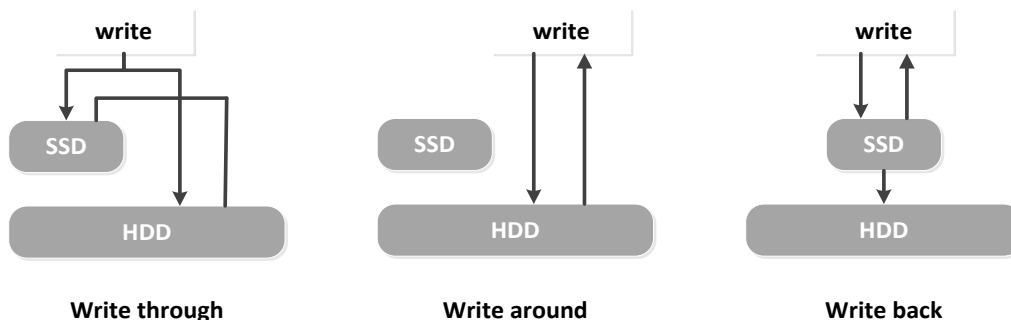 write write write
SSD SSD SSD
HDD HDD HDD
Write through Write around Write back